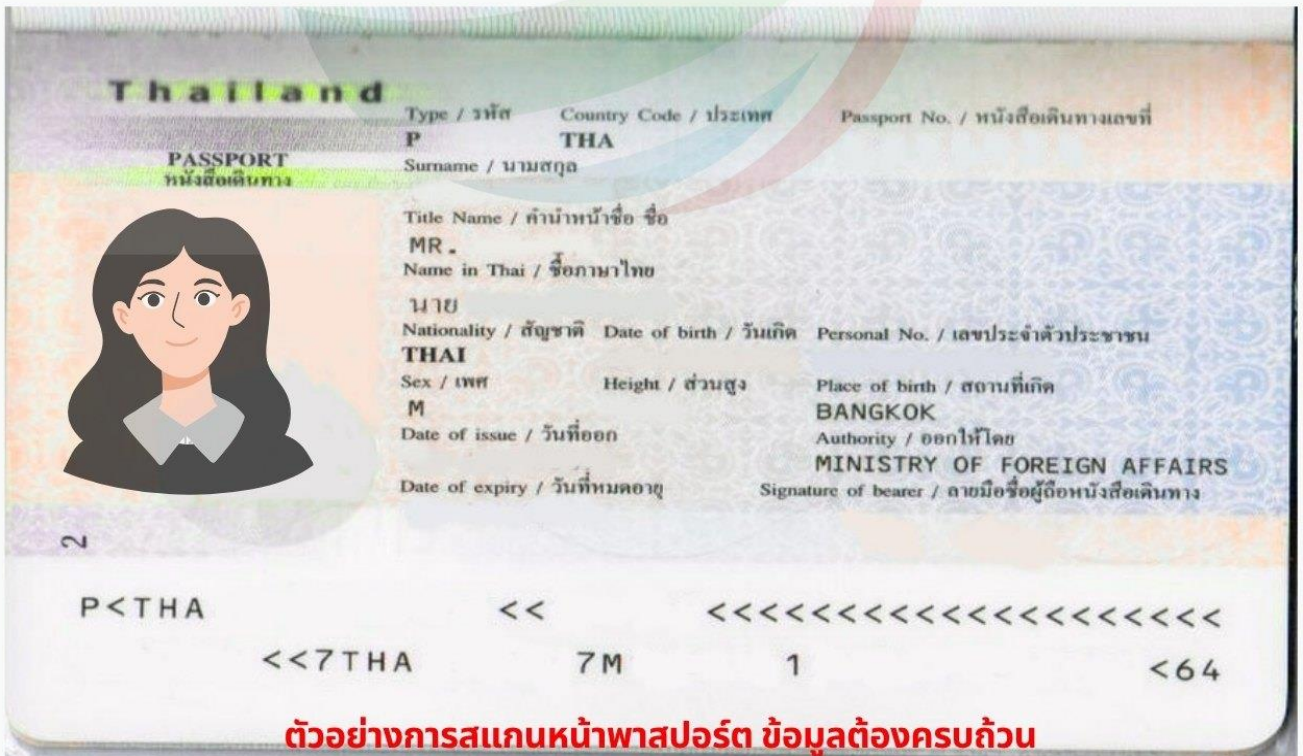 Thailand
Type / รหัส Country Code / ประเทศ Passport No. / หนังสือเดินทางเลขที่
P THA
PASSPORT
หนังสือเดินทาง
Surname / นามสกุล
Title Name / คำนำหน้าชื่อ ชื่อ
MR.
Name in Thai / ชื่อภาษาไทย
นาย
Nationality / สัญชาติ Date of birth / วันเกิด Personal No. / เลขประจำตัวประชาชน
THAI
Sex / เพศ Height / ส่วนสูง Place of birth / สถานที่เกิด
M BANGKOK
Date of issue / วันที่ออก Authority / ออกให้โดย
MINISTRY OF FOREIGN AFFAIRS
Date of expiry / วันที่หมดอายุ Signature of bearer / ลายมือชื่อผู้ถือหนังสือเดินทาง
2
P<THA << <<<<<<<<<<<<<<<<<<<<
<<7THA 7M 1 <64
ตัวอย่างการสแกนหน้าพาสปอร์ต ข้อมูลต้องครบถ้วน